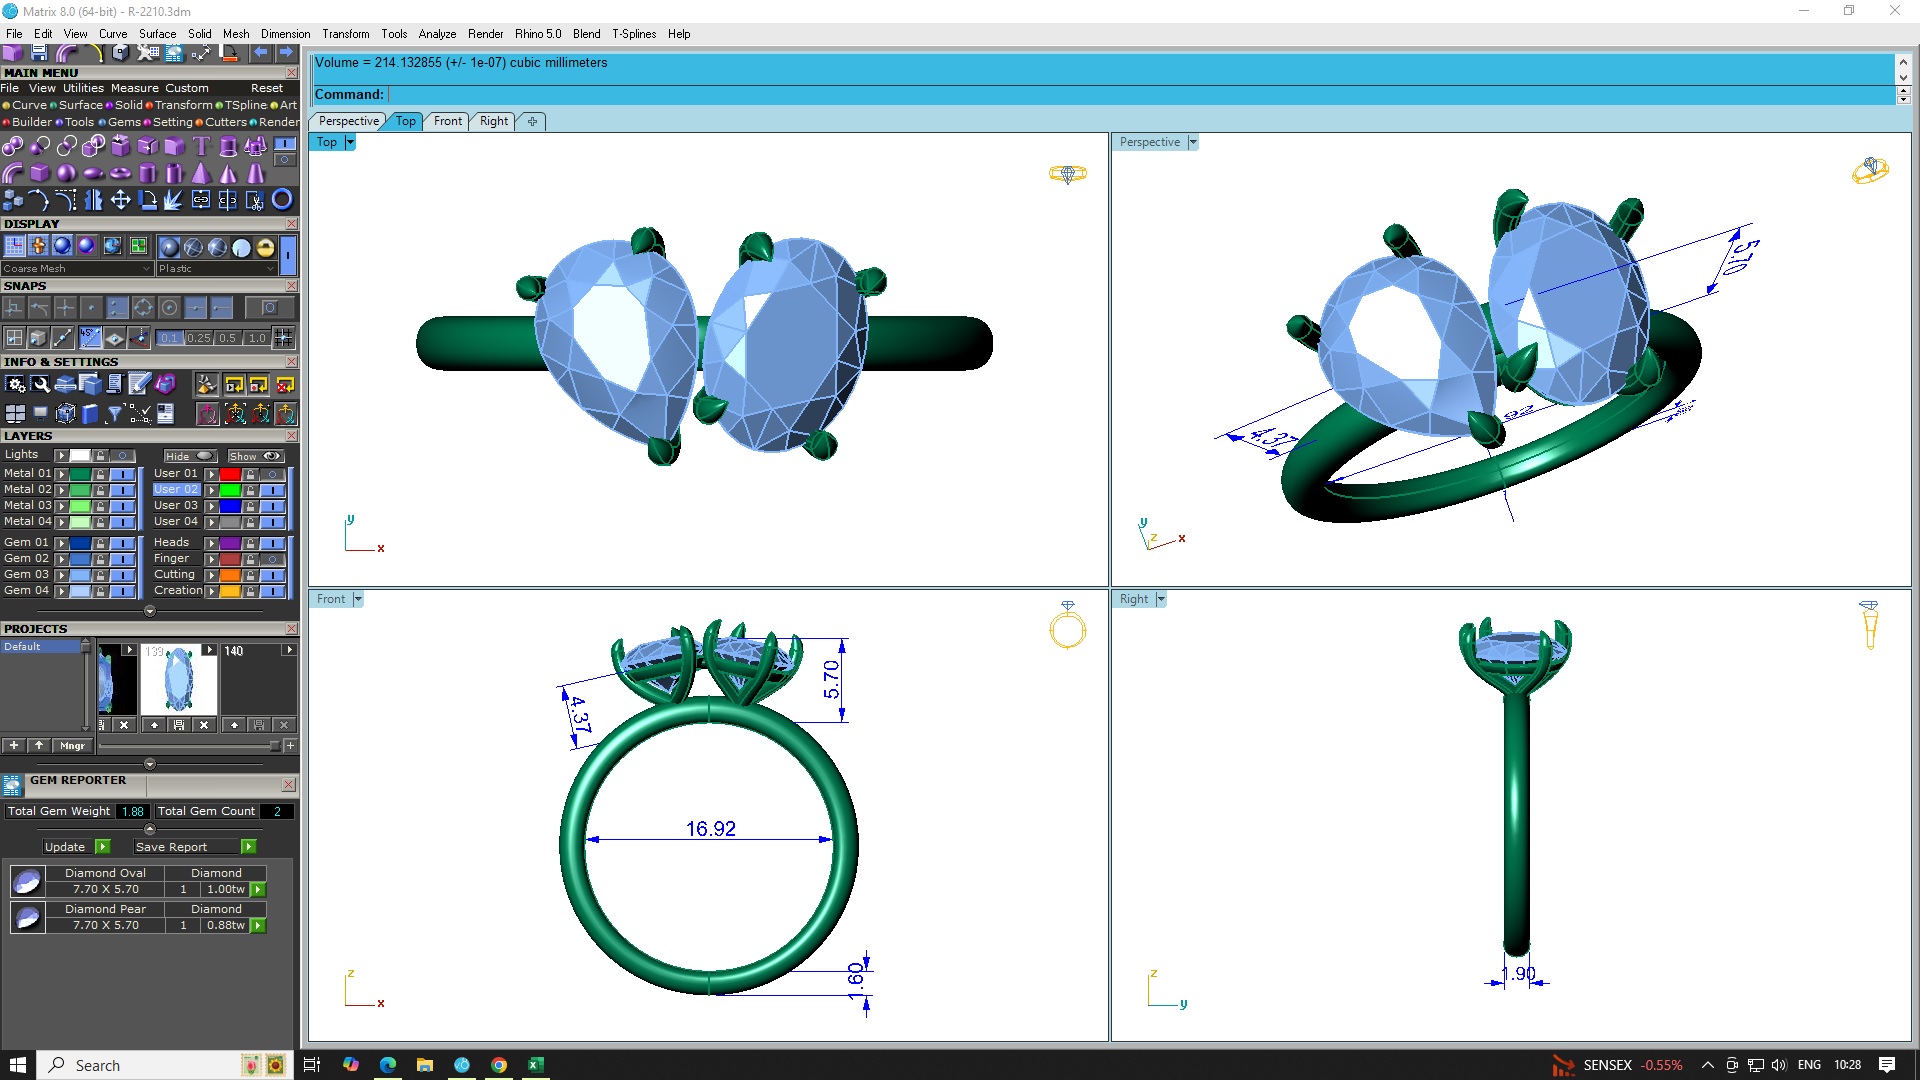 Matrix 8.0 (64-bit) - R-2210.3dm
File Edit View Curve Surface Solid Mesh Dimension Transform Tools Analyze Render Rhino 5.0 Blend T-Splines Help
Volume = 214.132855 (+/- 1e-07) cubic millimeters
Command:
Perspective Top Front Right
MAIN MENU
File View Utilities Measure Custom Reset
Curve Surface Solid Transform TSpline Art
Builder Tools Gems Setting Cutters Render
DISPLAY
Coarse Mesh Plastic
SNAPS
45°
0.1 0.25 0.5 1.0
INFO & SETTINGS
LAYERS
Lights Hide Show
Metal 01 User 01
Metal 02 User 02
Metal 03 User 03
Metal 04 User 04
Gem 01 Heads
Gem 02 Finger
Gem 03 Cutting
Gem 04 Creation
PROJECTS
Default
139 140
Mngr
GEM REPORTER
Total Gem Weight 1.88 Total Gem Count 2
Update Save Report
Diamond Oval Diamond
7.70 X 5.70 1 1.00tw
Diamond Pear Diamond
7.70 X 5.70 1 0.88tw
Top
y
x
Perspective
5.70
4.37
y
z
x
Front
5.70
4.37
16.92
1.60
z
x
Right
1.90
z
y
Search
SENSEX -0.55%
ENG
10:28